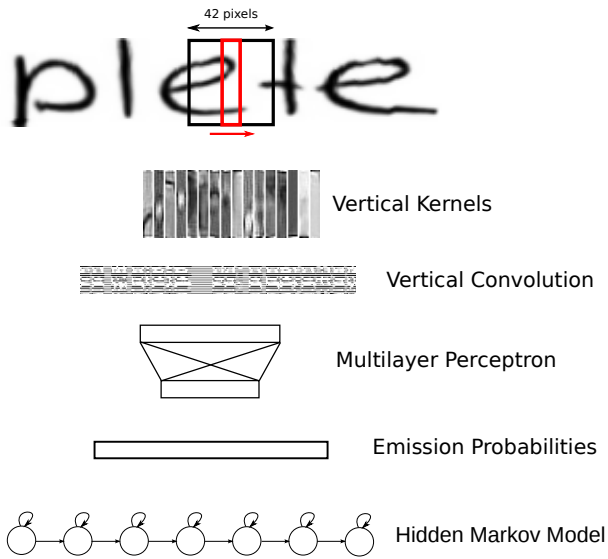 42 pixels
plete
Vertical Kernels
Vertical Convolution
Multilayer Perceptron
Emission Probabilities
Hidden Markov Model